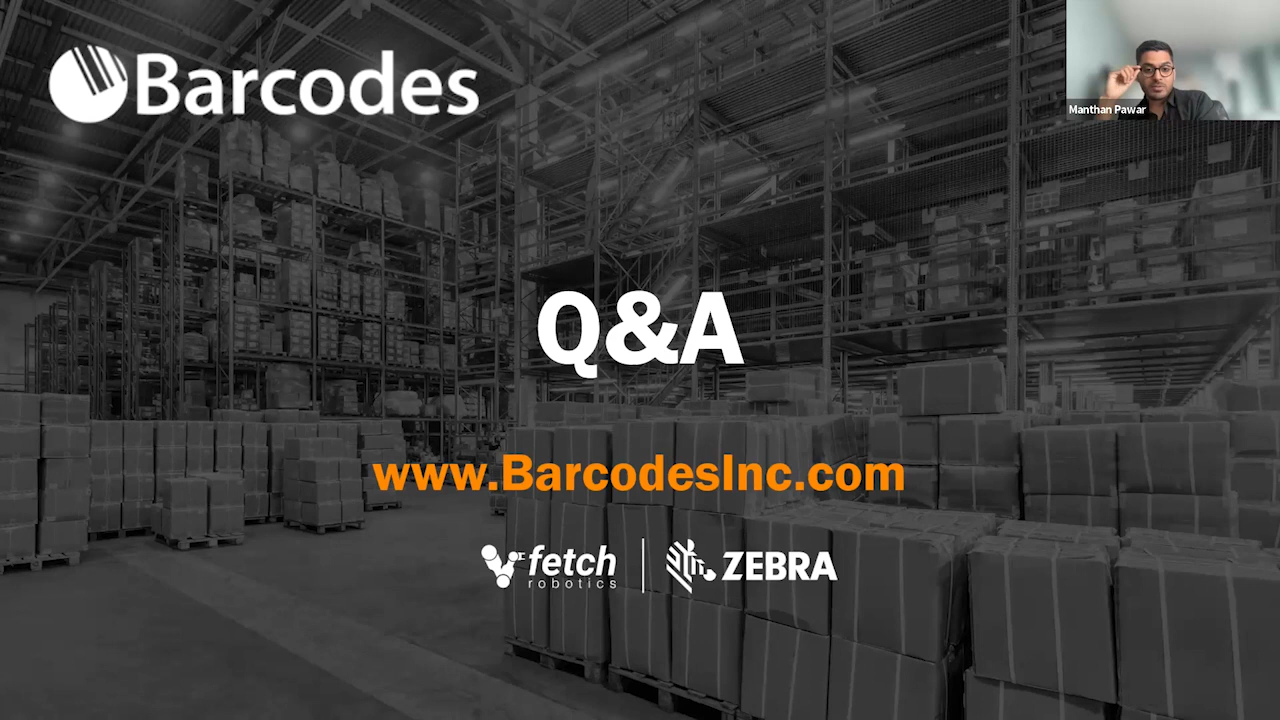 Barcodes
Manthan Pawar
Q&A
www.BarcodesInc.com
fetch
robotics
ZEBRA